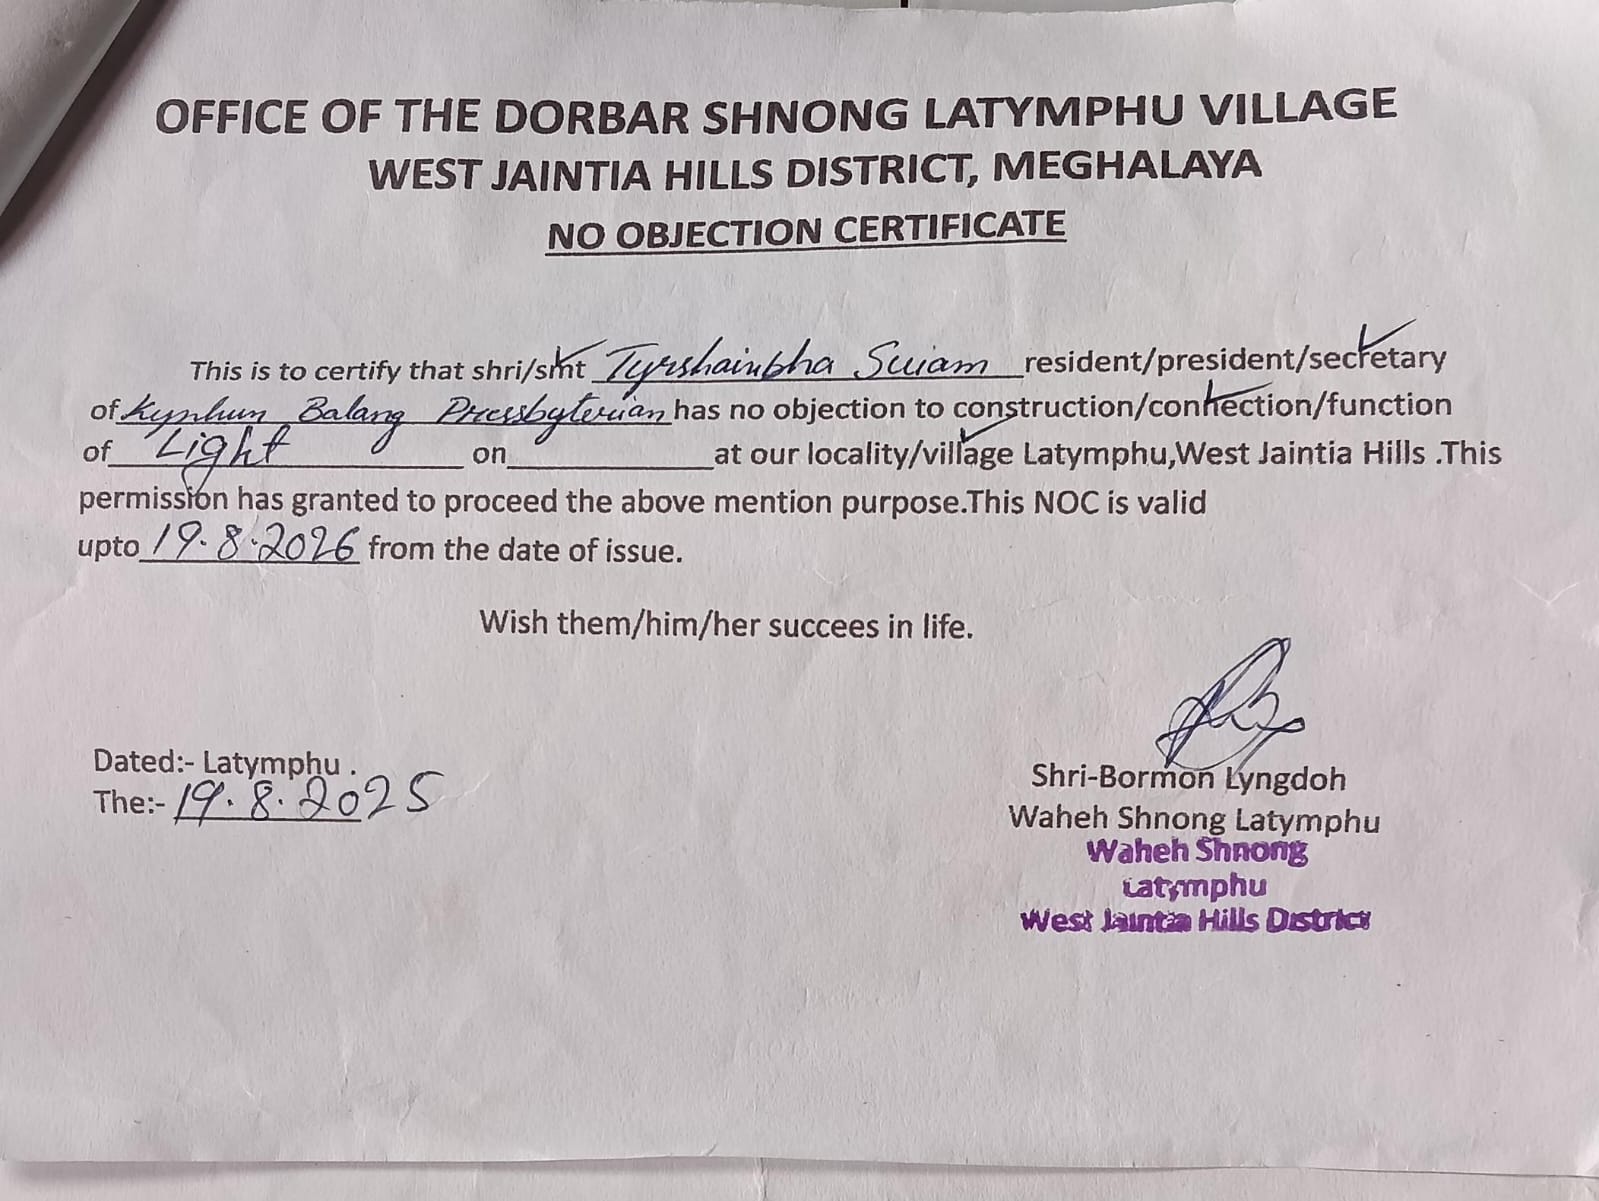 OFFICE OF THE DORBAR SHNONG LATYMPHU VILLAGE
WEST JAINTIA HILLS DISTRICT, MEGHALAYA
NO OBJECTION CERTIFICATE
This is to certify that shri/smt Tyrshainbha Suiam resident/president/secretary
of Kynhun Balang Presbyterian has no objection to construction/connection/function
of Light on at our locality/village Latymphu,West Jaintia Hills .This
permission has granted to proceed the above mention purpose.This NOC is valid
upto 19.8.2026 from the date of issue.
Wish them/him/her succees in life.
Dated:- Latymphu .
The:- 19.8.2025
Shri-Bormon Lyngdoh
Waheh Shnong Latymphu
Waheh Shnong
Latymphu
West Jaintia Hills District